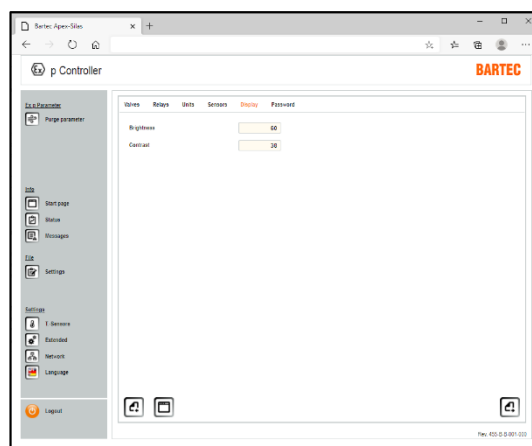 Bartec Apex-Silas
Ex p Controller
BARTEC
Ex p Parameter
Purge parameter
Valves Relays Units Sensors Display Password
Brightness 60
Contrast 30
Info
Start page
Status
Messages
File
Settings
Settings
T-Sensors
Extended
Network
Language
Logout